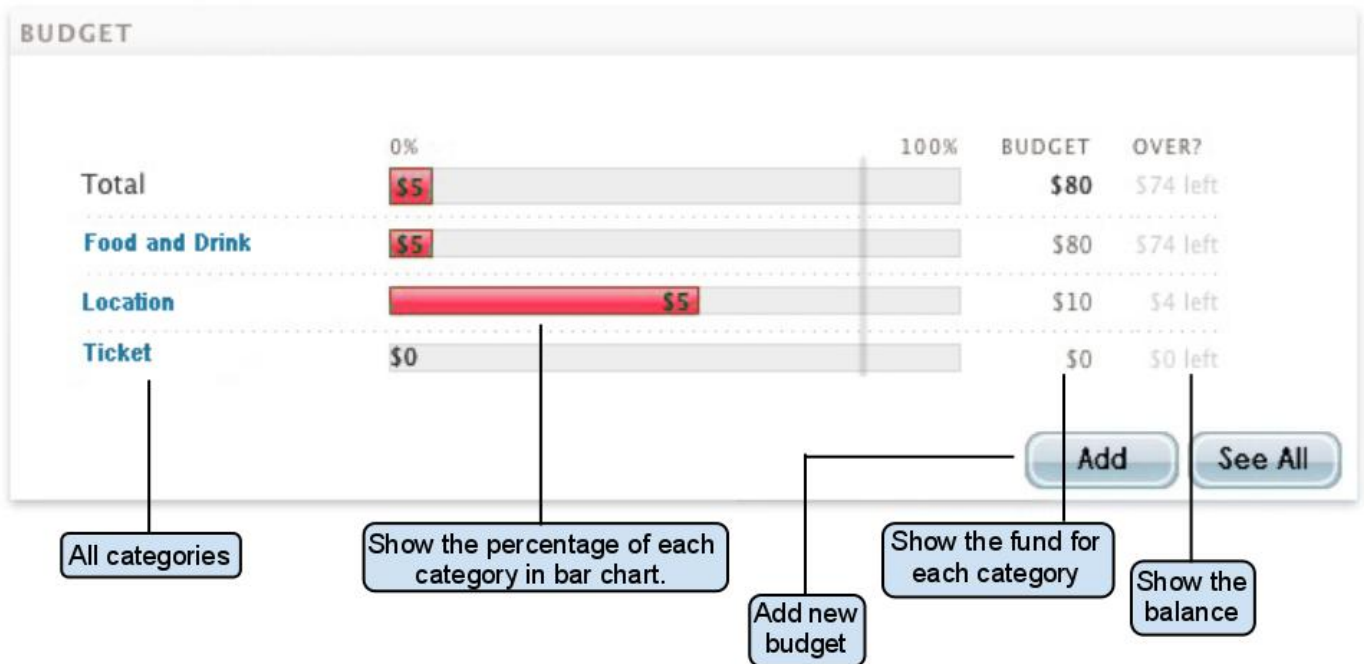 BUDGET
0% 100% BUDGET OVER?
Total $5 $80 $74 left
Food and Drink $5 $80 $74 left
Location $5 $10 $4 left
Ticket $0 $0 $0 left
Add See All
All categories
Show the percentage of each
category in bar chart.
Show the fund for
each category
Show the
balance
Add new
budget